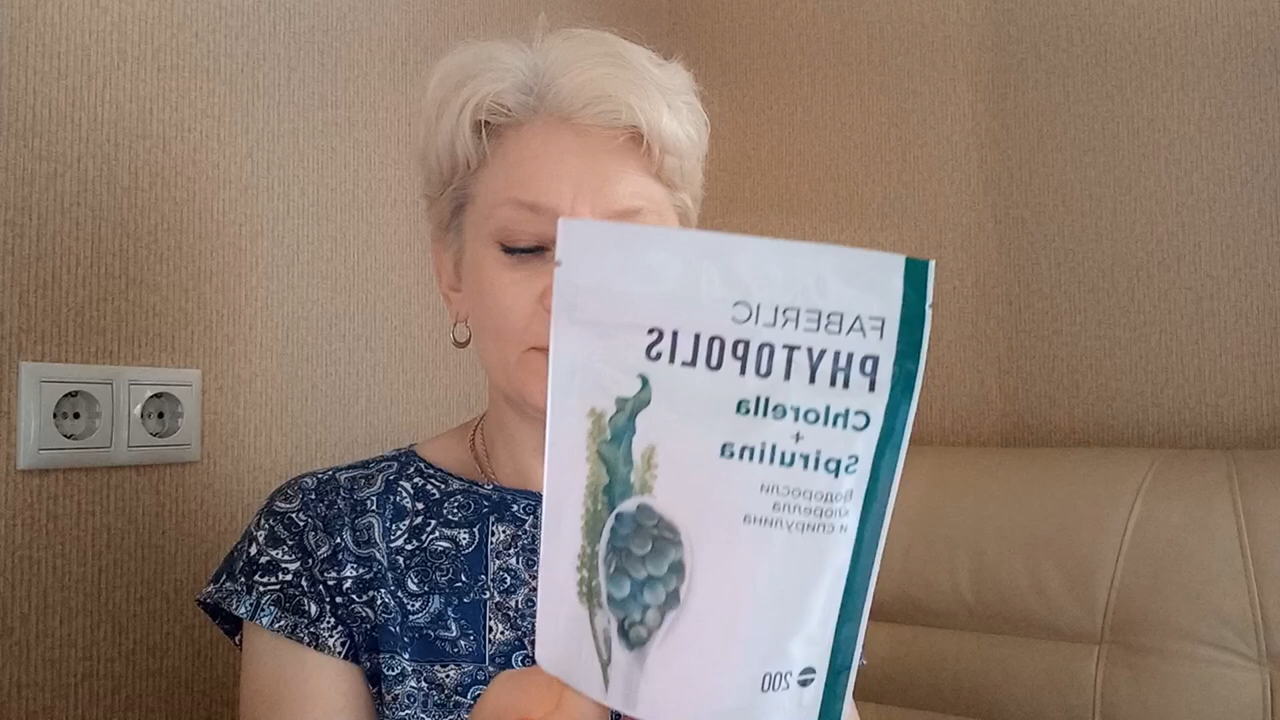 FABERLIC
PHYTOPOLIS
Chlorella
+
Spirulina
Водоросли
хлорелла
и спирулина
200